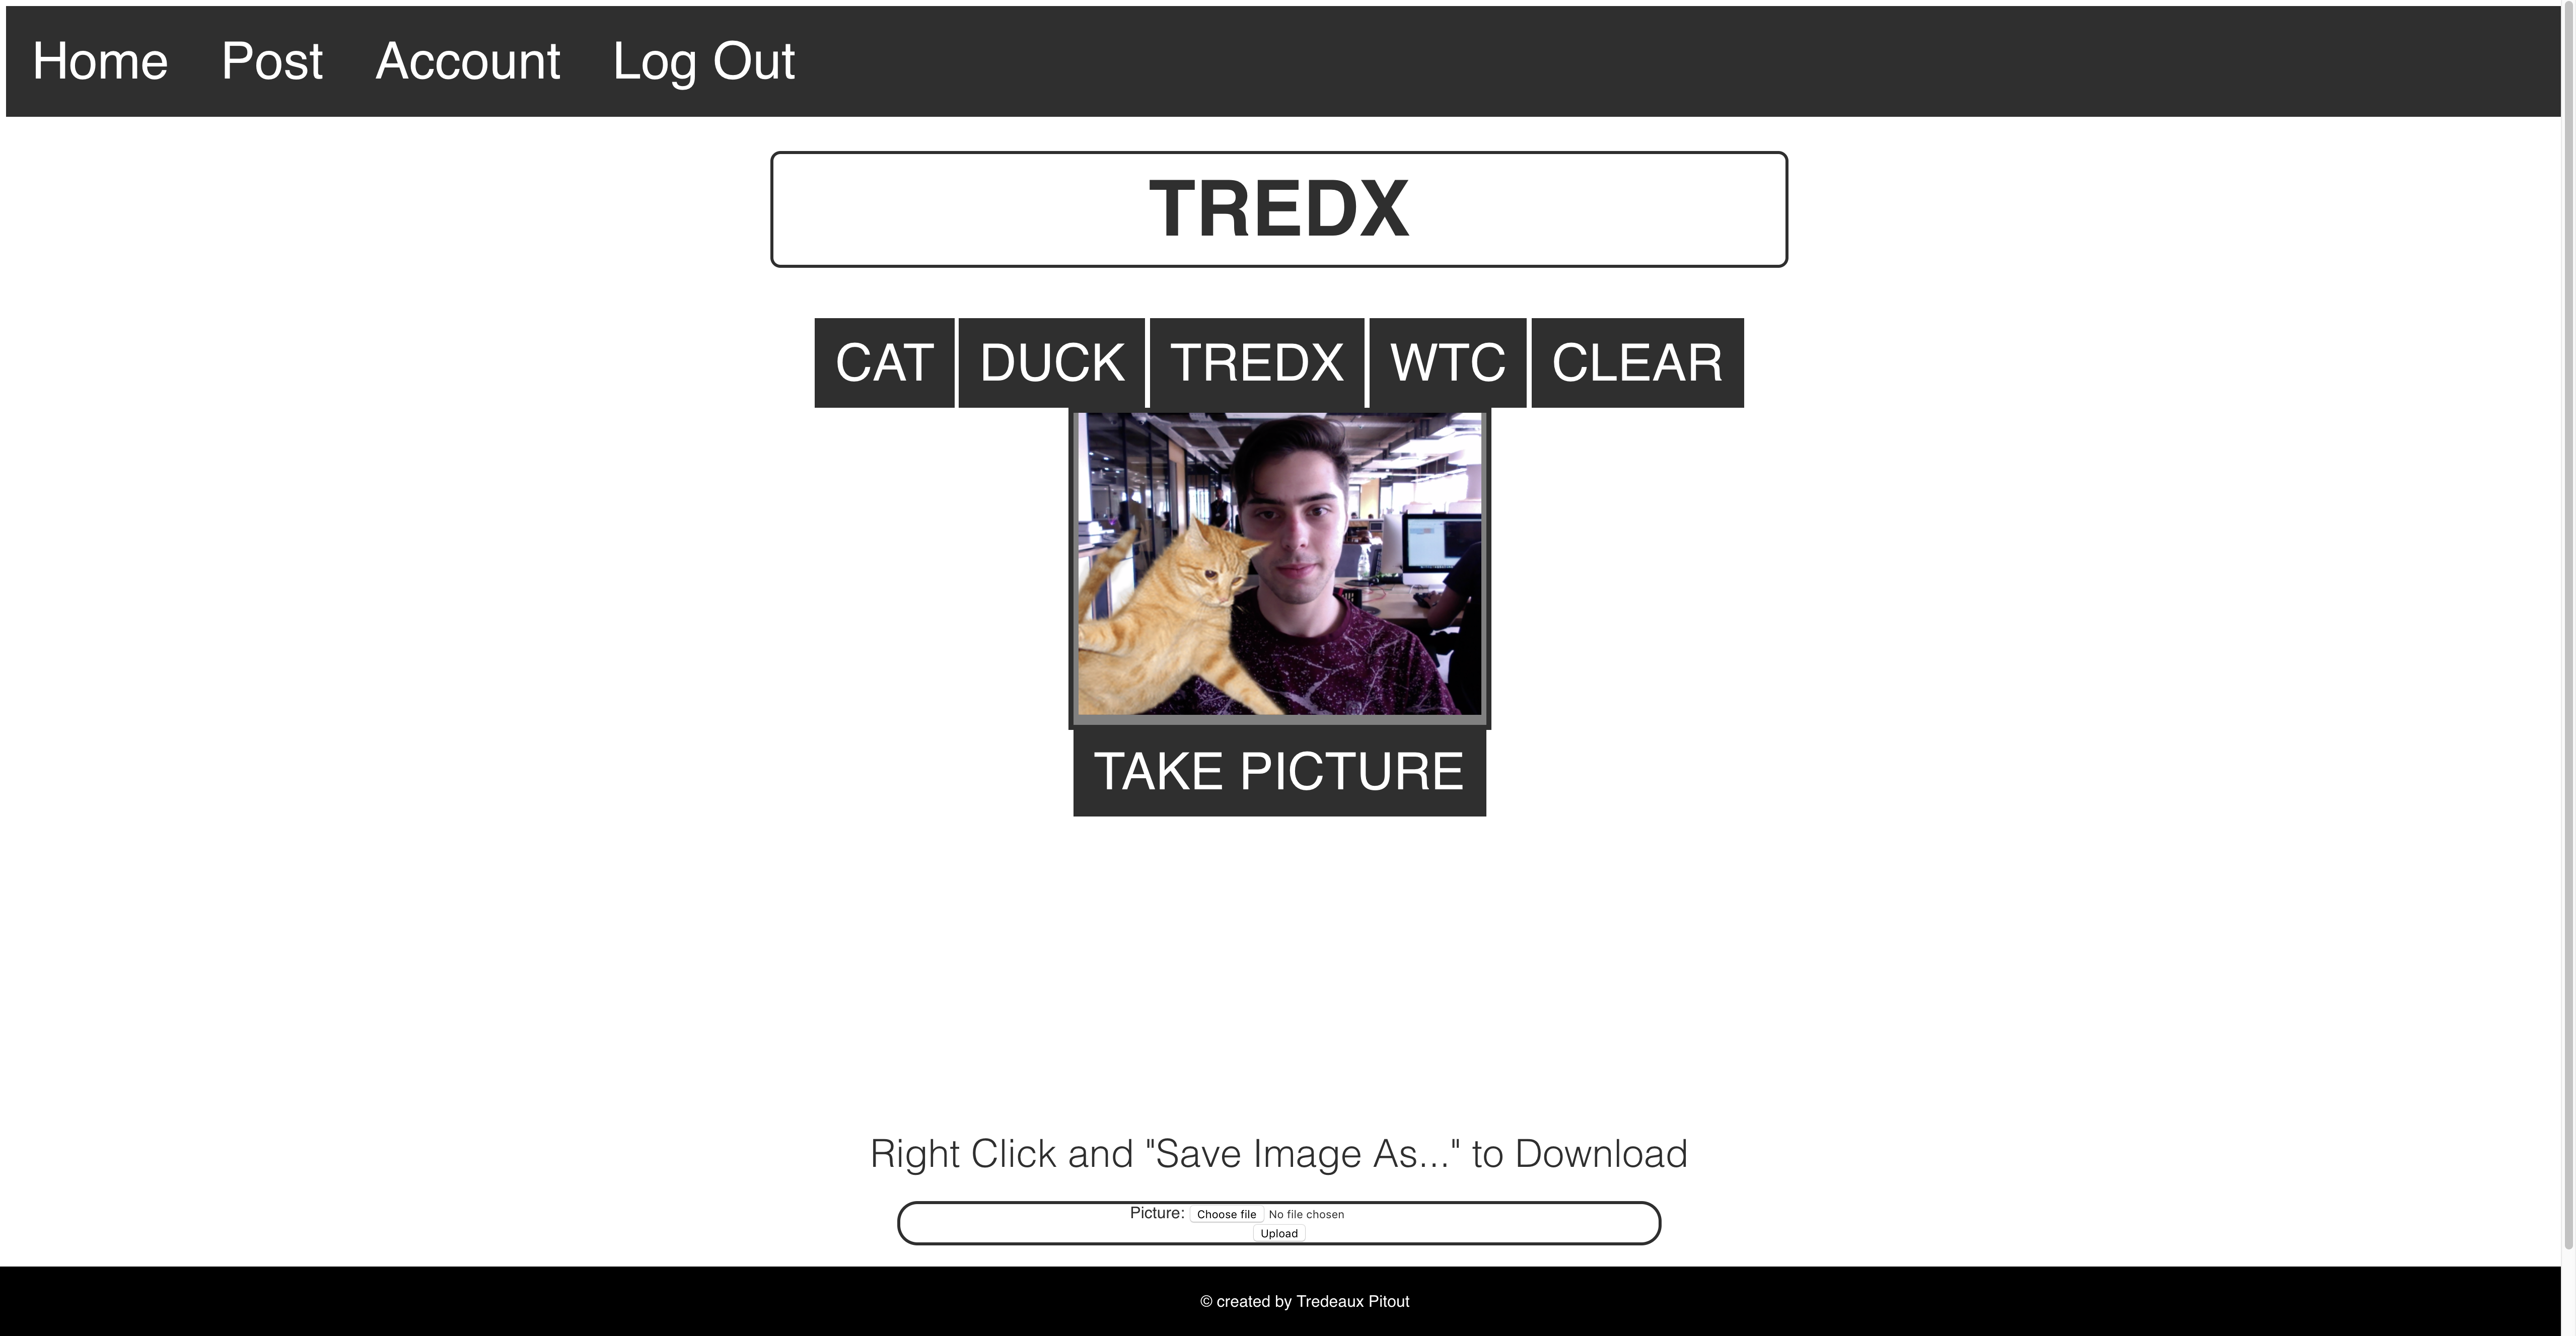 Home Post Account Log Out
TREDX
CAT DUCK TREDX WTC CLEAR
TAKE PICTURE
Right Click and "Save Image As..." to Download
Picture: Choose file No file chosen
Upload
© created by Tredeaux Pitout